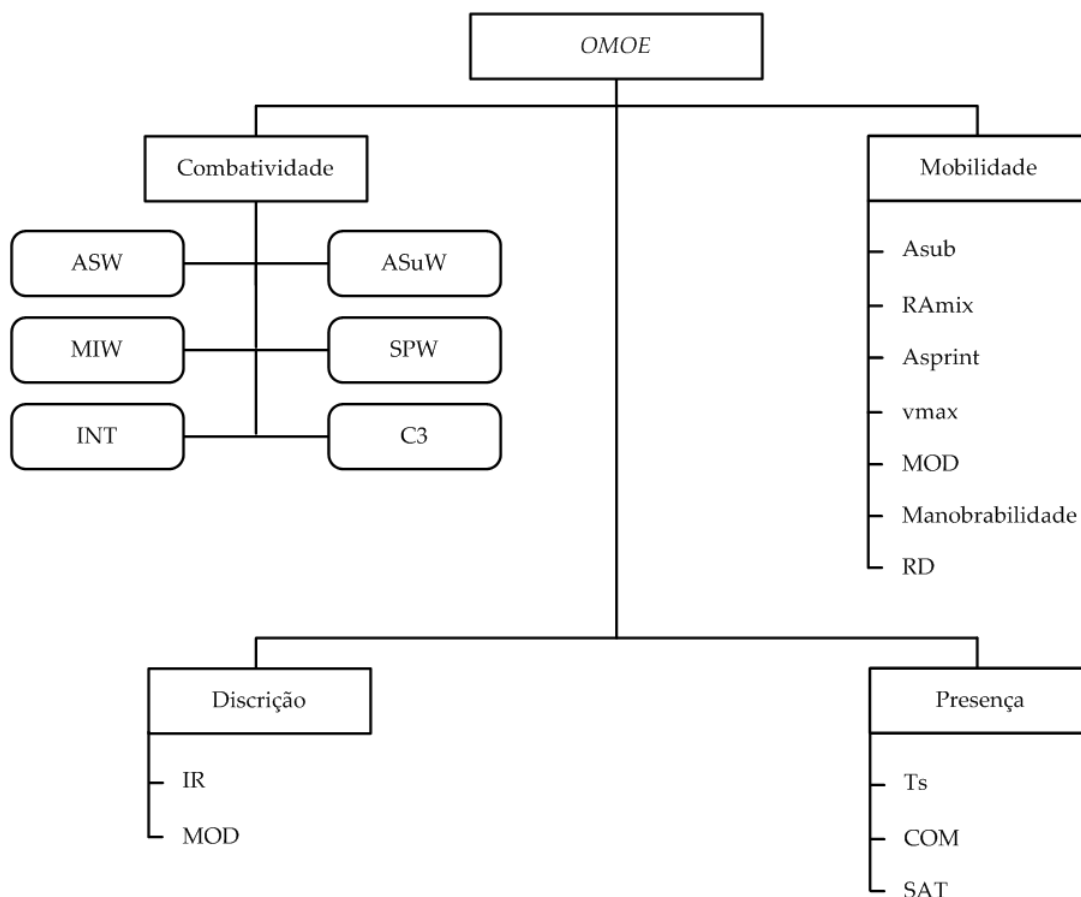 OMOE
Combatividade
Mobilidade
ASW
ASuW
MIW
SPW
INT
C3
Asub
RAmix
Asprint
vmax
MOD
Manobrabilidade
RD
Discrição
IR
MOD
Presença
Ts
COM
SAT